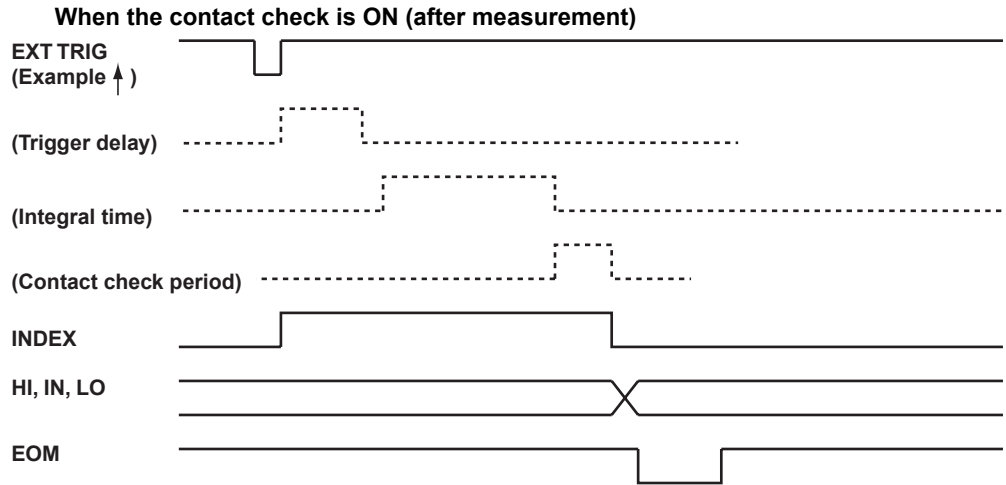 When the contact check is ON (after measurement)
EXT TRIG
(Example ↑ )
(Trigger delay)
(Integral time)
(Contact check period)
INDEX
HI, IN, LO
EOM